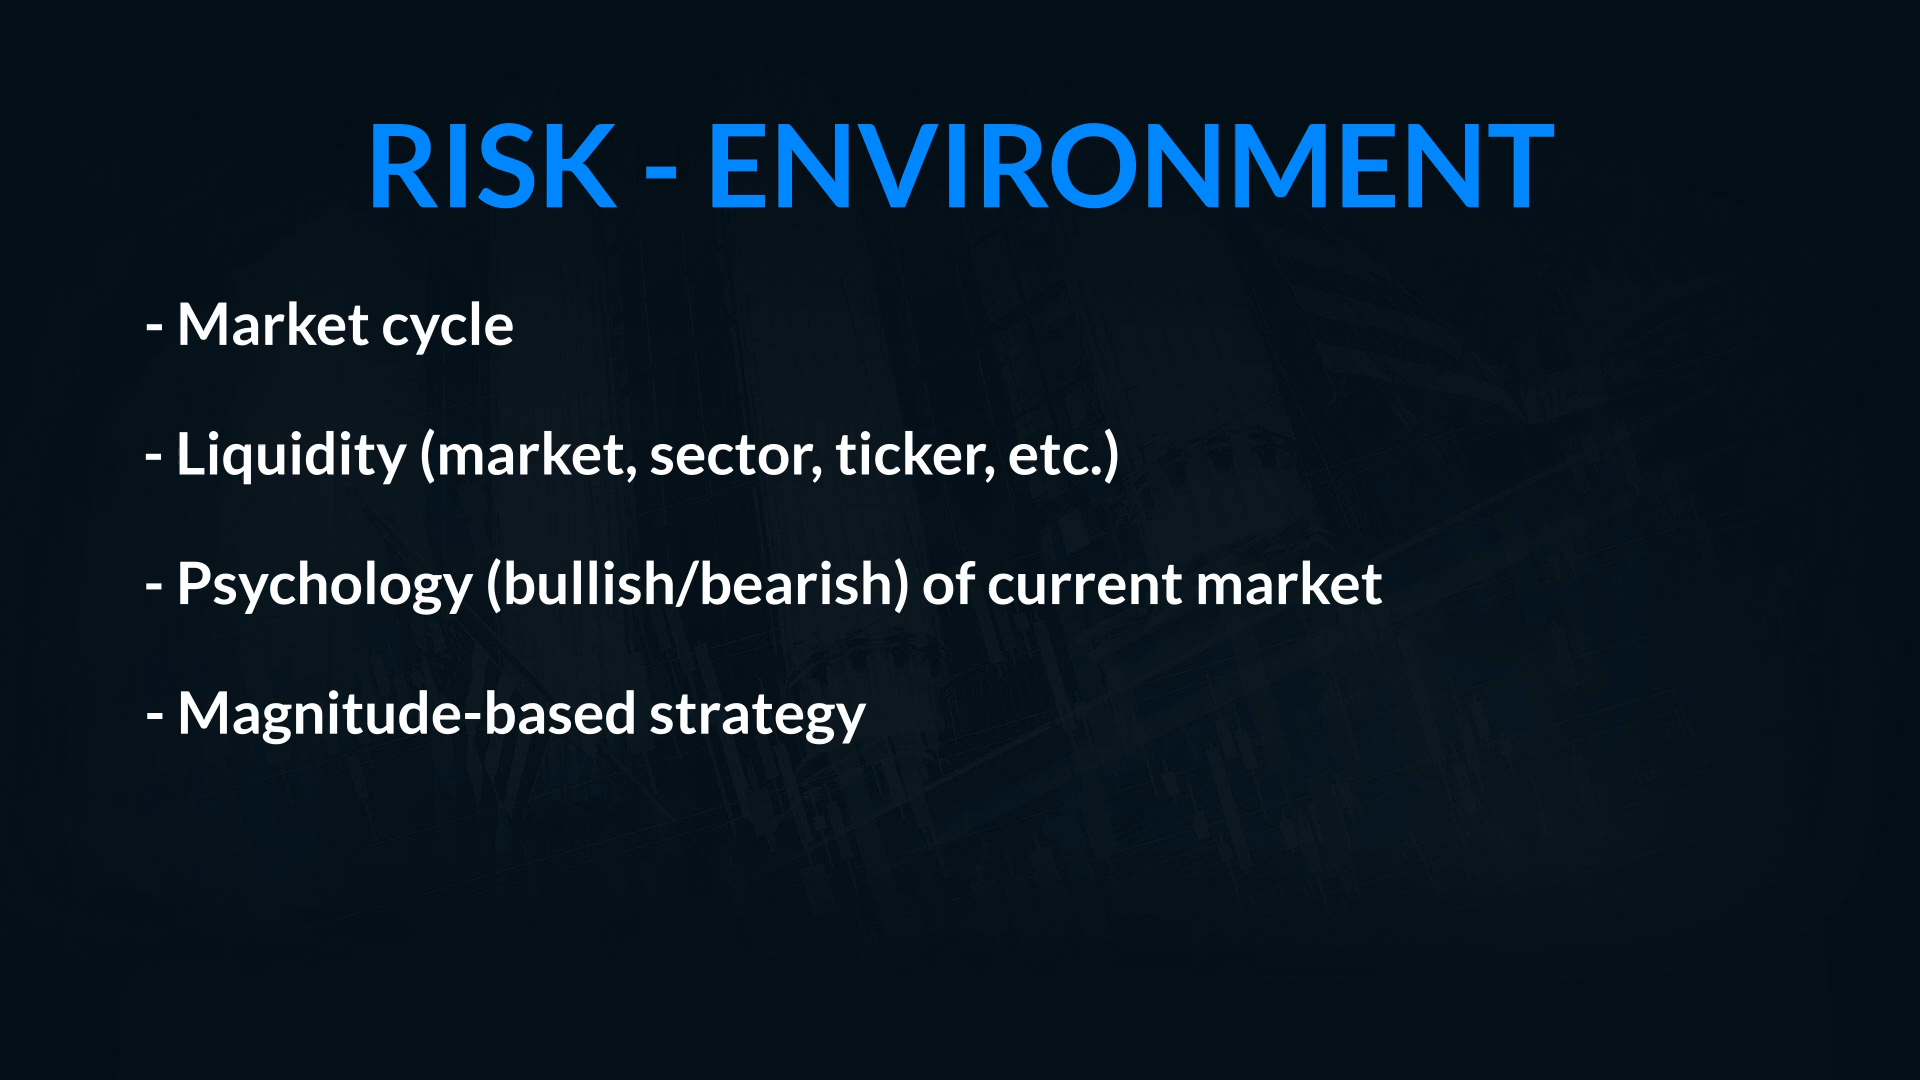 RISK - ENVIRONMENT
- Market cycle
- Liquidity (market, sector, ticker, etc.)
- Psychology (bullish/bearish) of current market
- Magnitude-based strategy